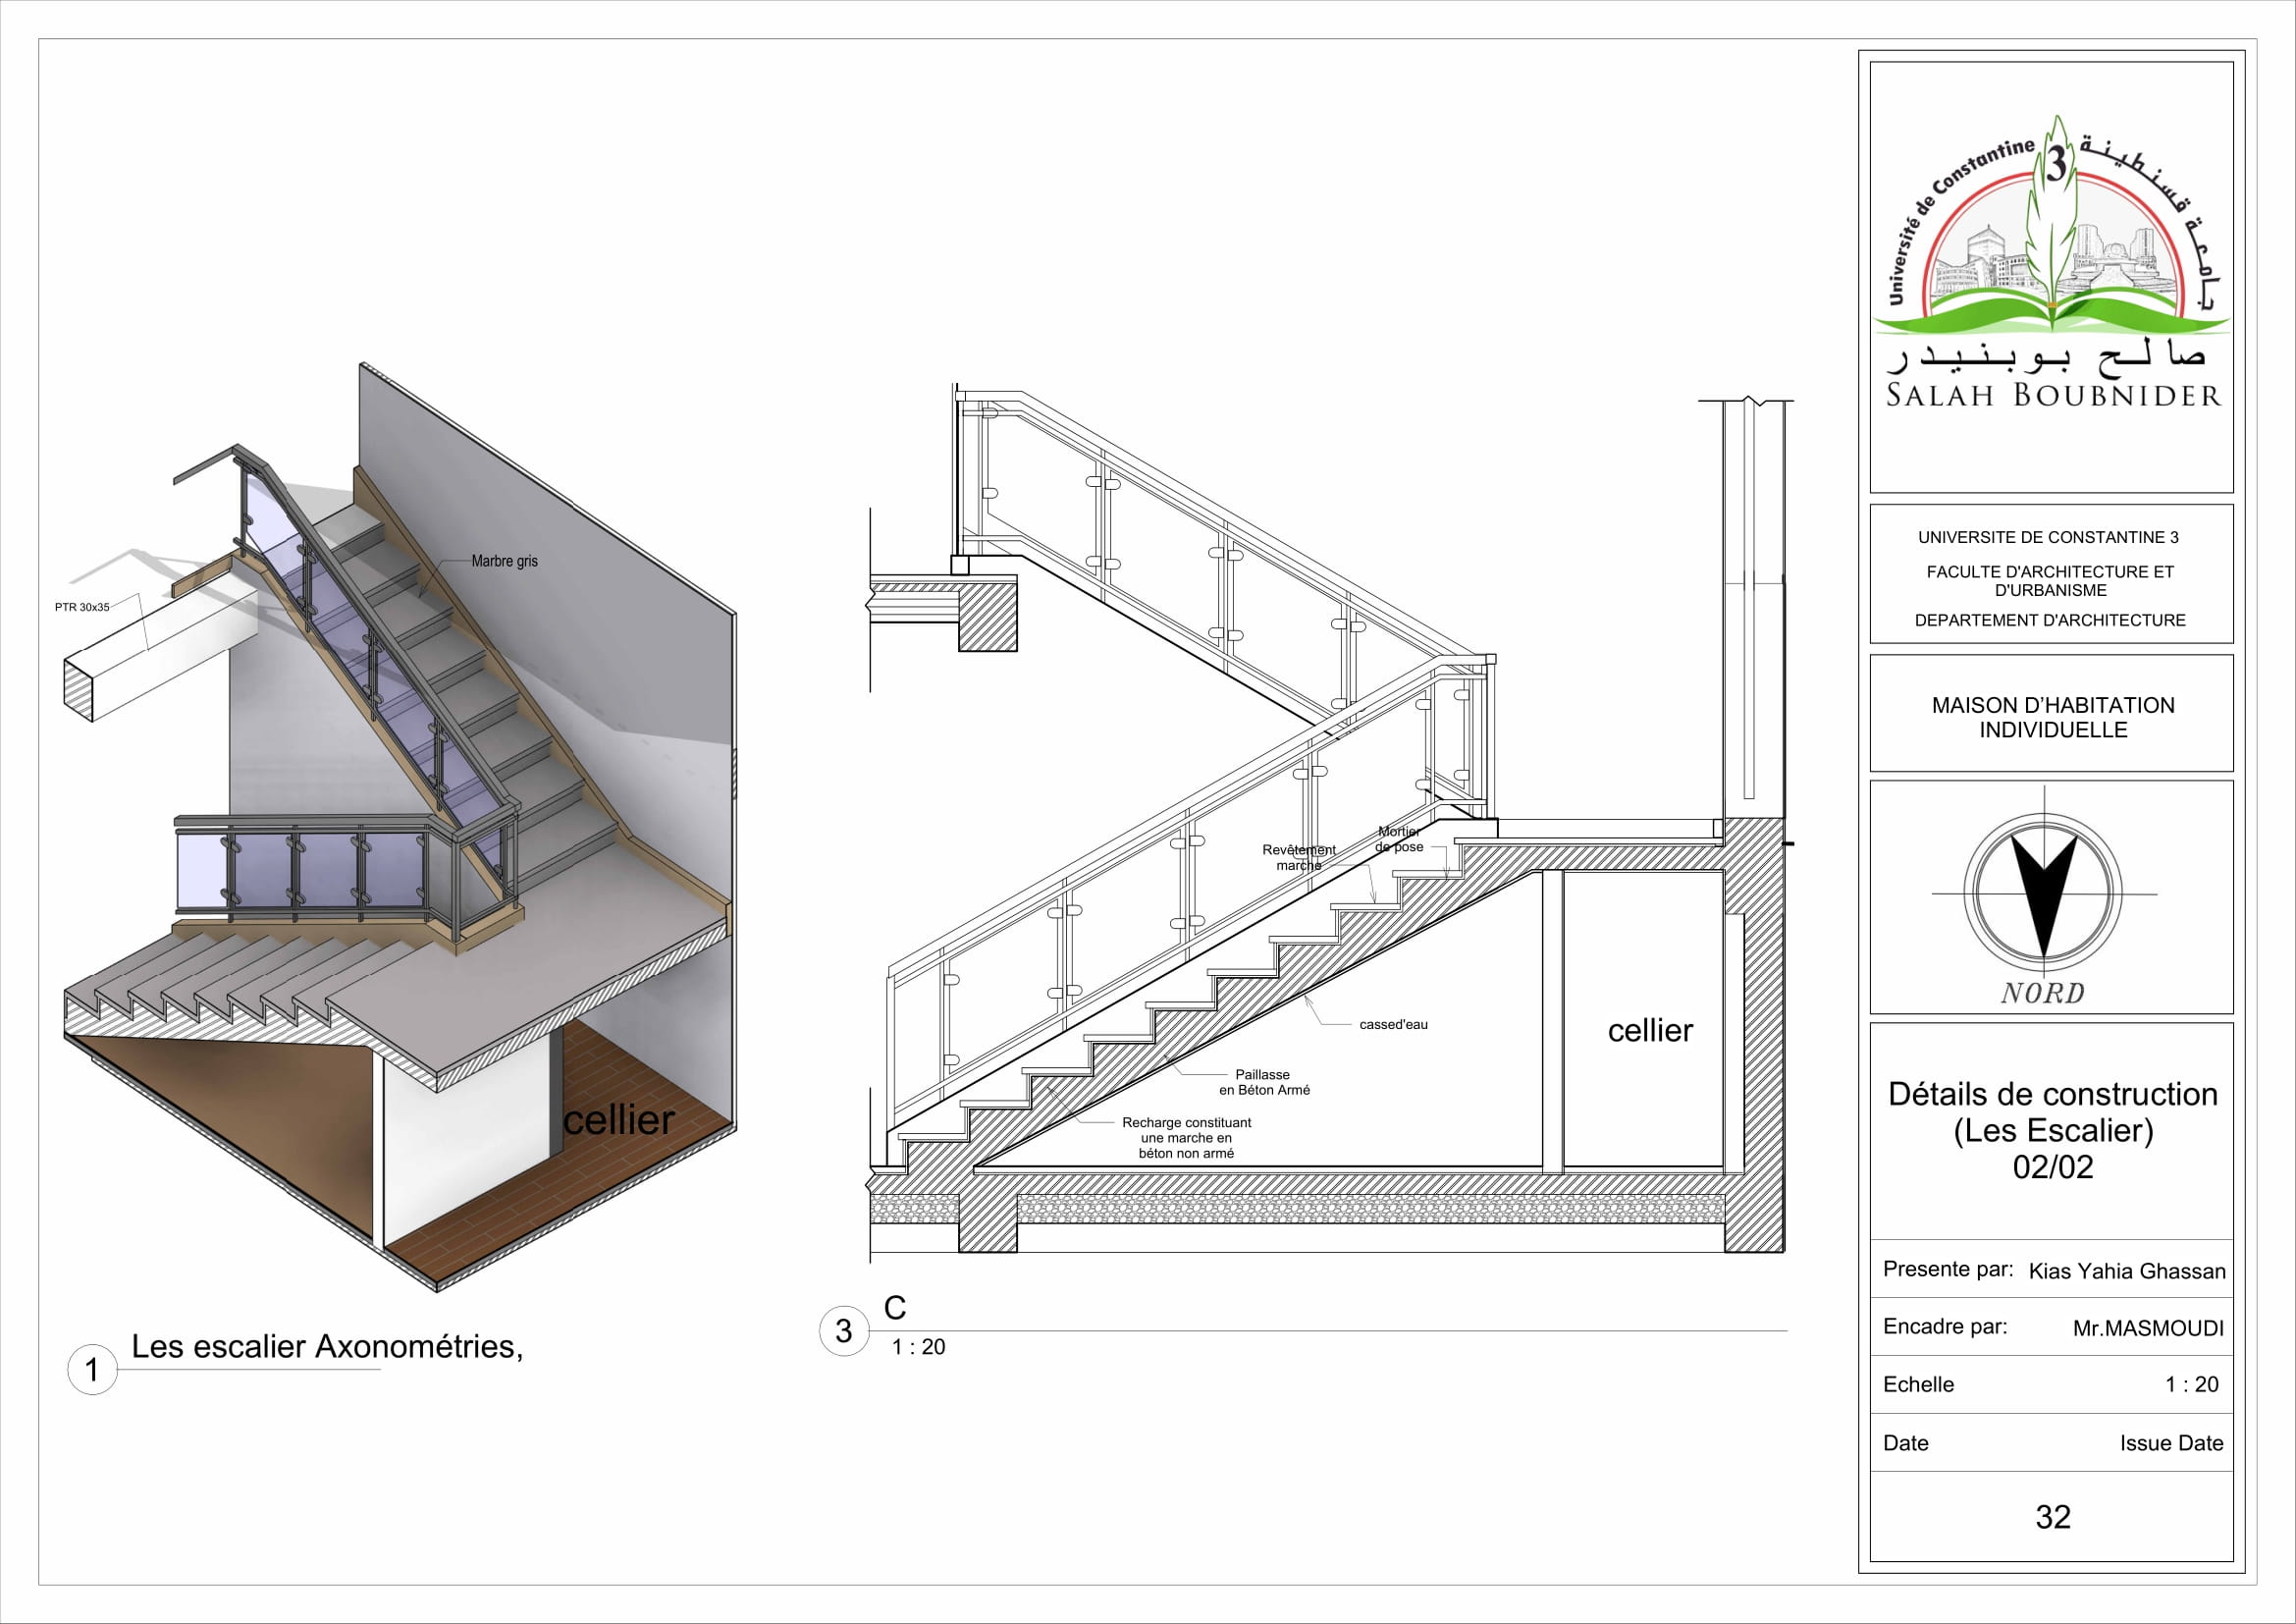 Marbre gris
PTR 30x35
cellier
1
Les escalier Axonométries,
Mortier
de pose
Revêtement
marche
cassed'eau
Paillasse
en Béton Armé
Recharge constituant
une marche en
béton non armé
cellier
3
C
1 : 20
Université de Constantine 3 جامعة قسنطينة
صالح بوبنيدر
SALAH BOUBNIDER
UNIVERSITE DE CONSTANTINE 3
FACULTE D'ARCHITECTURE ET
D'URBANISME
DEPARTEMENT D'ARCHITECTURE
MAISON D’HABITATION
INDIVIDUELLE
NORD
Détails de construction
(Les Escalier)
02/02
Presente par: Kias Yahia Ghassan
Encadre par: Mr.MASMOUDI
Echelle 1 : 20
Date Issue Date
32